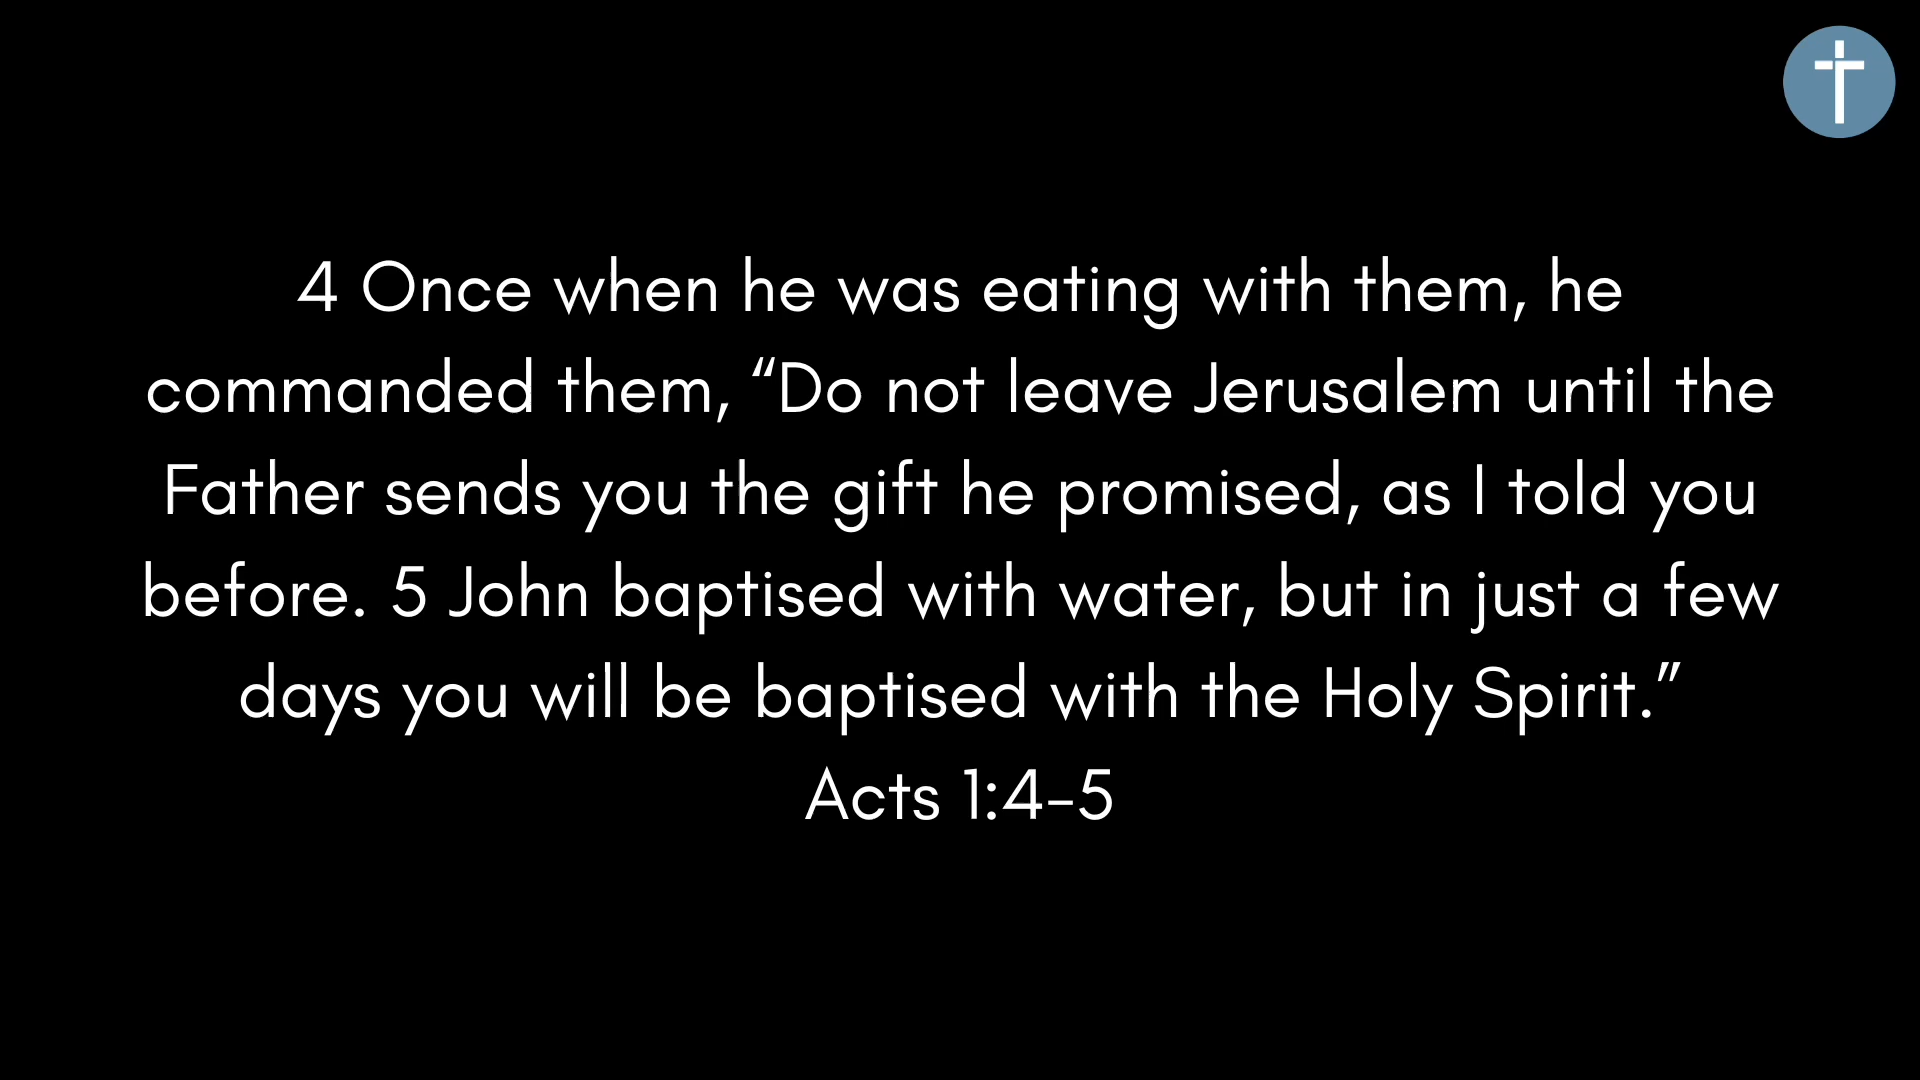 4 Once when he was eating with them, he
commanded them, “Do not leave Jerusalem until the
Father sends you the gift he promised, as I told you
before. 5 John baptised with water, but in just a few
days you will be baptised with the Holy Spirit.”
Acts 1:4-5